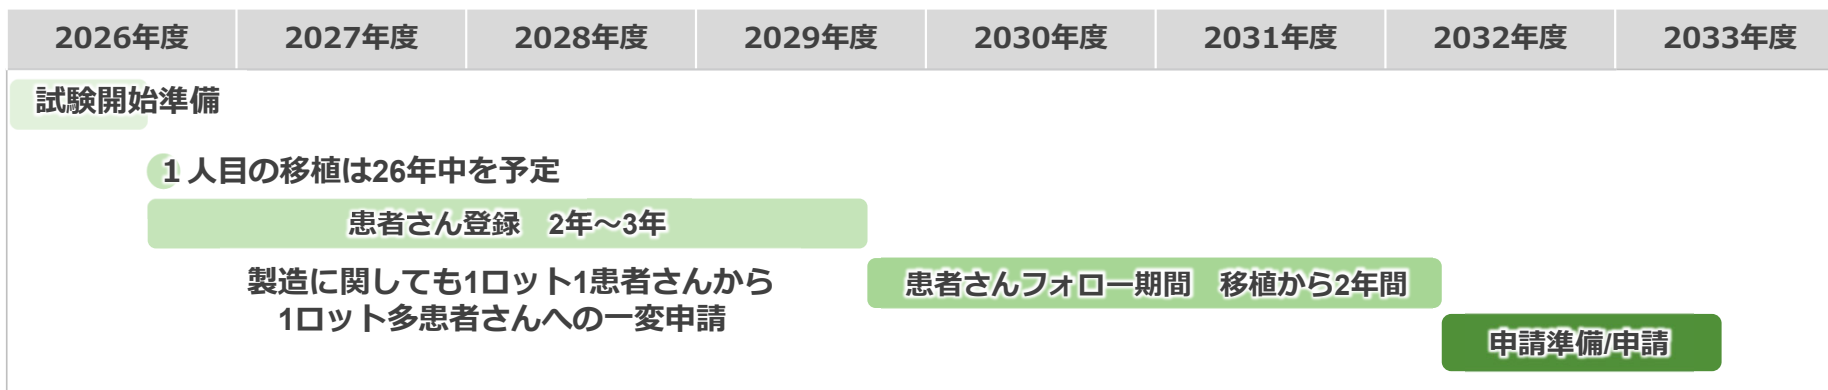 2026年度 2027年度 2028年度 2029年度 2030年度 2031年度 2032年度 2033年度
試験開始準備
1人目の移植は26年中を予定
患者さん登録　2年～3年
製造に関しても1ロット1患者さんから
1ロット多患者さんへの一変申請
患者さんフォロー期間　移植から2年間
申請準備/申請